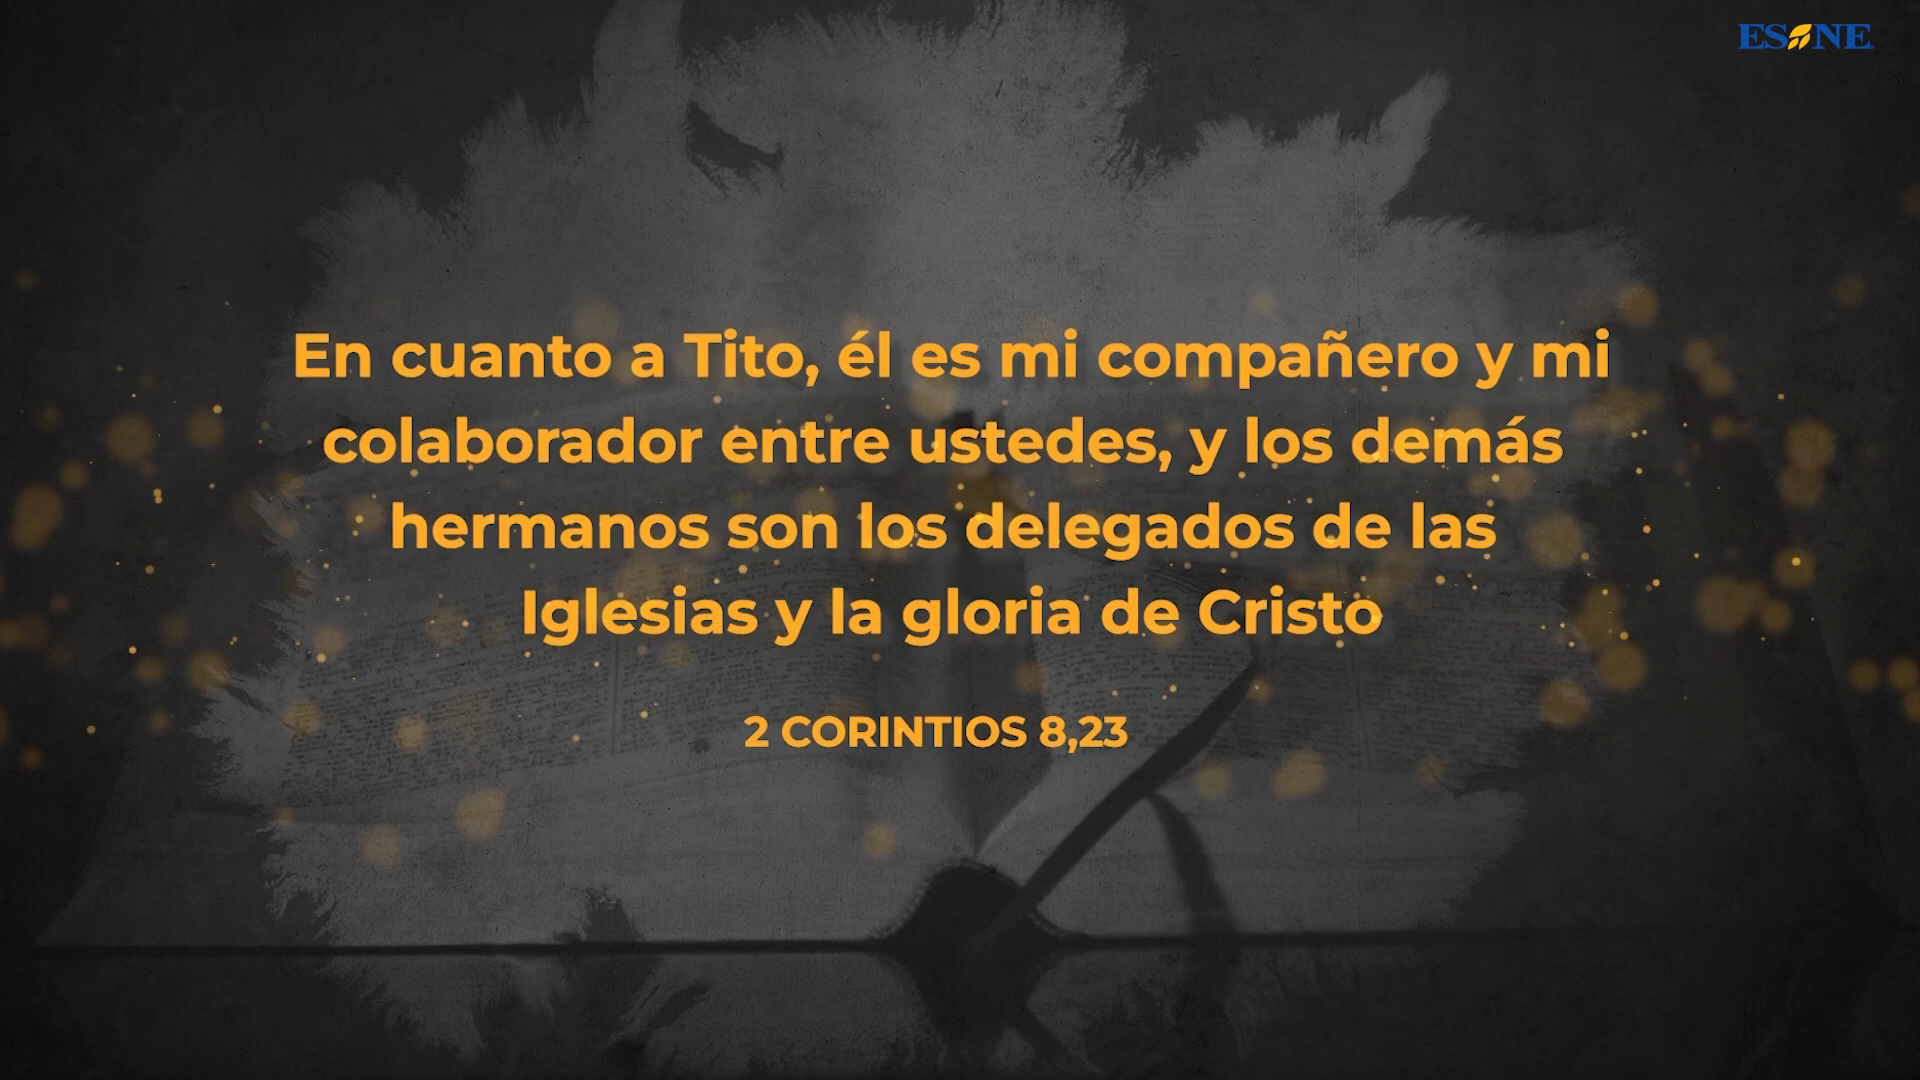 ESNE
En cuanto a Tito, él es mi compañero y mi
colaborador entre ustedes, y los demás
hermanos son los delegados de las
Iglesias y la gloria de Cristo
2 CORINTIOS 8,23